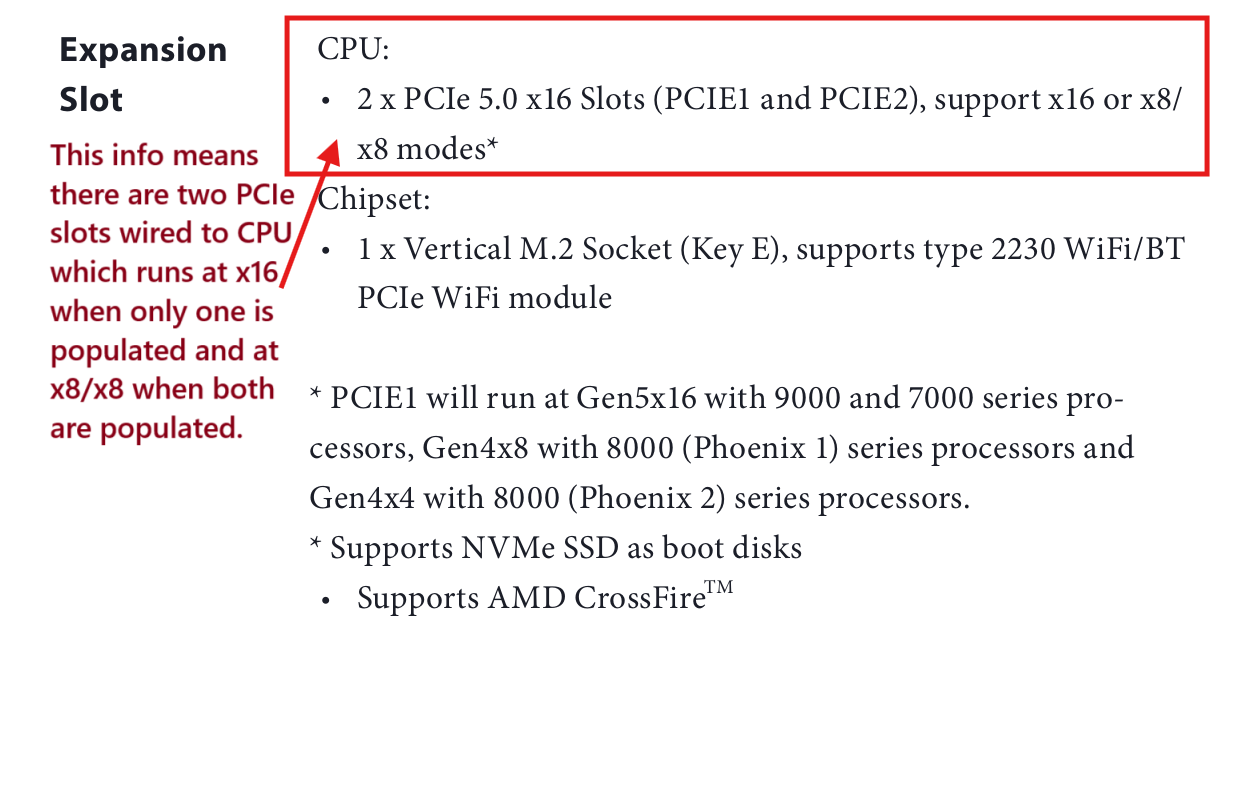 Expansion
Slot
This info means
there are two PCIe
slots wired to CPU
which runs at x16
when only one is
populated and at
x8/x8 when both
are populated.
CPU:
• 2 x PCIe 5.0 x16 Slots (PCIE1 and PCIE2), support x16 or x8/
x8 modes*
Chipset:
• 1 x Vertical M.2 Socket (Key E), supports type 2230 WiFi/BT
PCIe WiFi module
* PCIE1 will run at Gen5x16 with 9000 and 7000 series pro-
cessors, Gen4x8 with 8000 (Phoenix 1) series processors and
Gen4x4 with 8000 (Phoenix 2) series processors.
* Supports NVMe SSD as boot disks
• Supports AMD CrossFire™